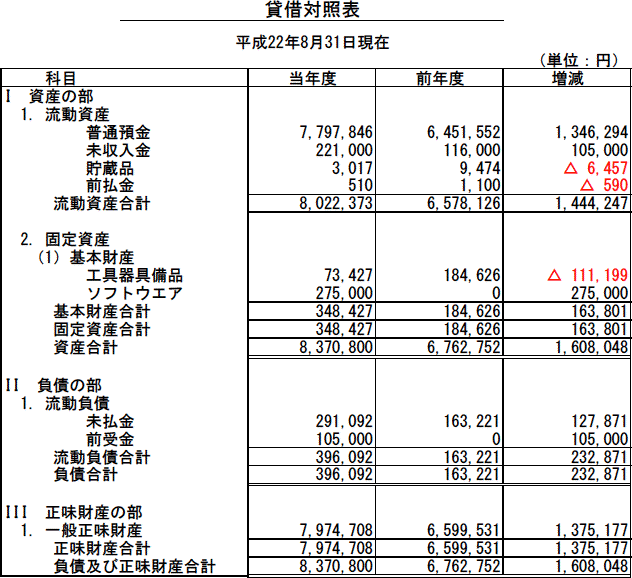 貸借対照表
平成22年8月31日現在
（単位：円）
科目 当年度 前年度 増減
I 資産の部
1. 流動資産
普通預金 7,797,846 6,451,552 1,346,294
未収入金 221,000 116,000 105,000
貯蔵品 3,017 9,474 △ 6,457
前払金 510 1,100 △ 590
流動資産合計 8,022,373 6,578,126 1,444,247
2. 固定資産
(1) 基本財産
工具器具備品 73,427 184,626 △ 111,199
ソフトウエア 275,000 0 275,000
基本財産合計 348,427 184,626 163,801
固定資産合計 348,427 184,626 163,801
資産合計 8,370,800 6,762,752 1,608,048
II 負債の部
1. 流動負債
未払金 291,092 163,221 127,871
前受金 105,000 0 105,000
流動負債合計 396,092 163,221 232,871
負債合計 396,092 163,221 232,871
III 正味財産の部
1. 一般正味財産 7,974,708 6,599,531 1,375,177
正味財産合計 7,974,708 6,599,531 1,375,177
負債及び正味財産合計 8,370,800 6,762,752 1,608,048